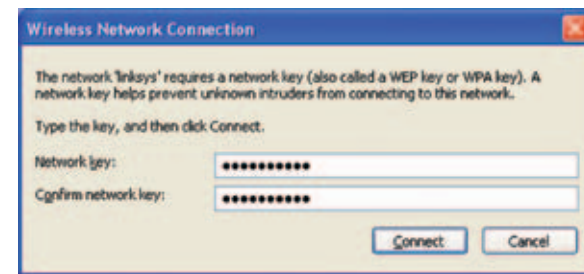 Wireless Network Connection
The network 'linksys' requires a network key (also called a WEP key or WPA key). A
network key helps prevent unknown intruders from connecting to this network.
Type the key, and then click Connect.
Network key: ●●●●●●●●●●
Confirm network key: ●●●●●●●●●●
Connect Cancel